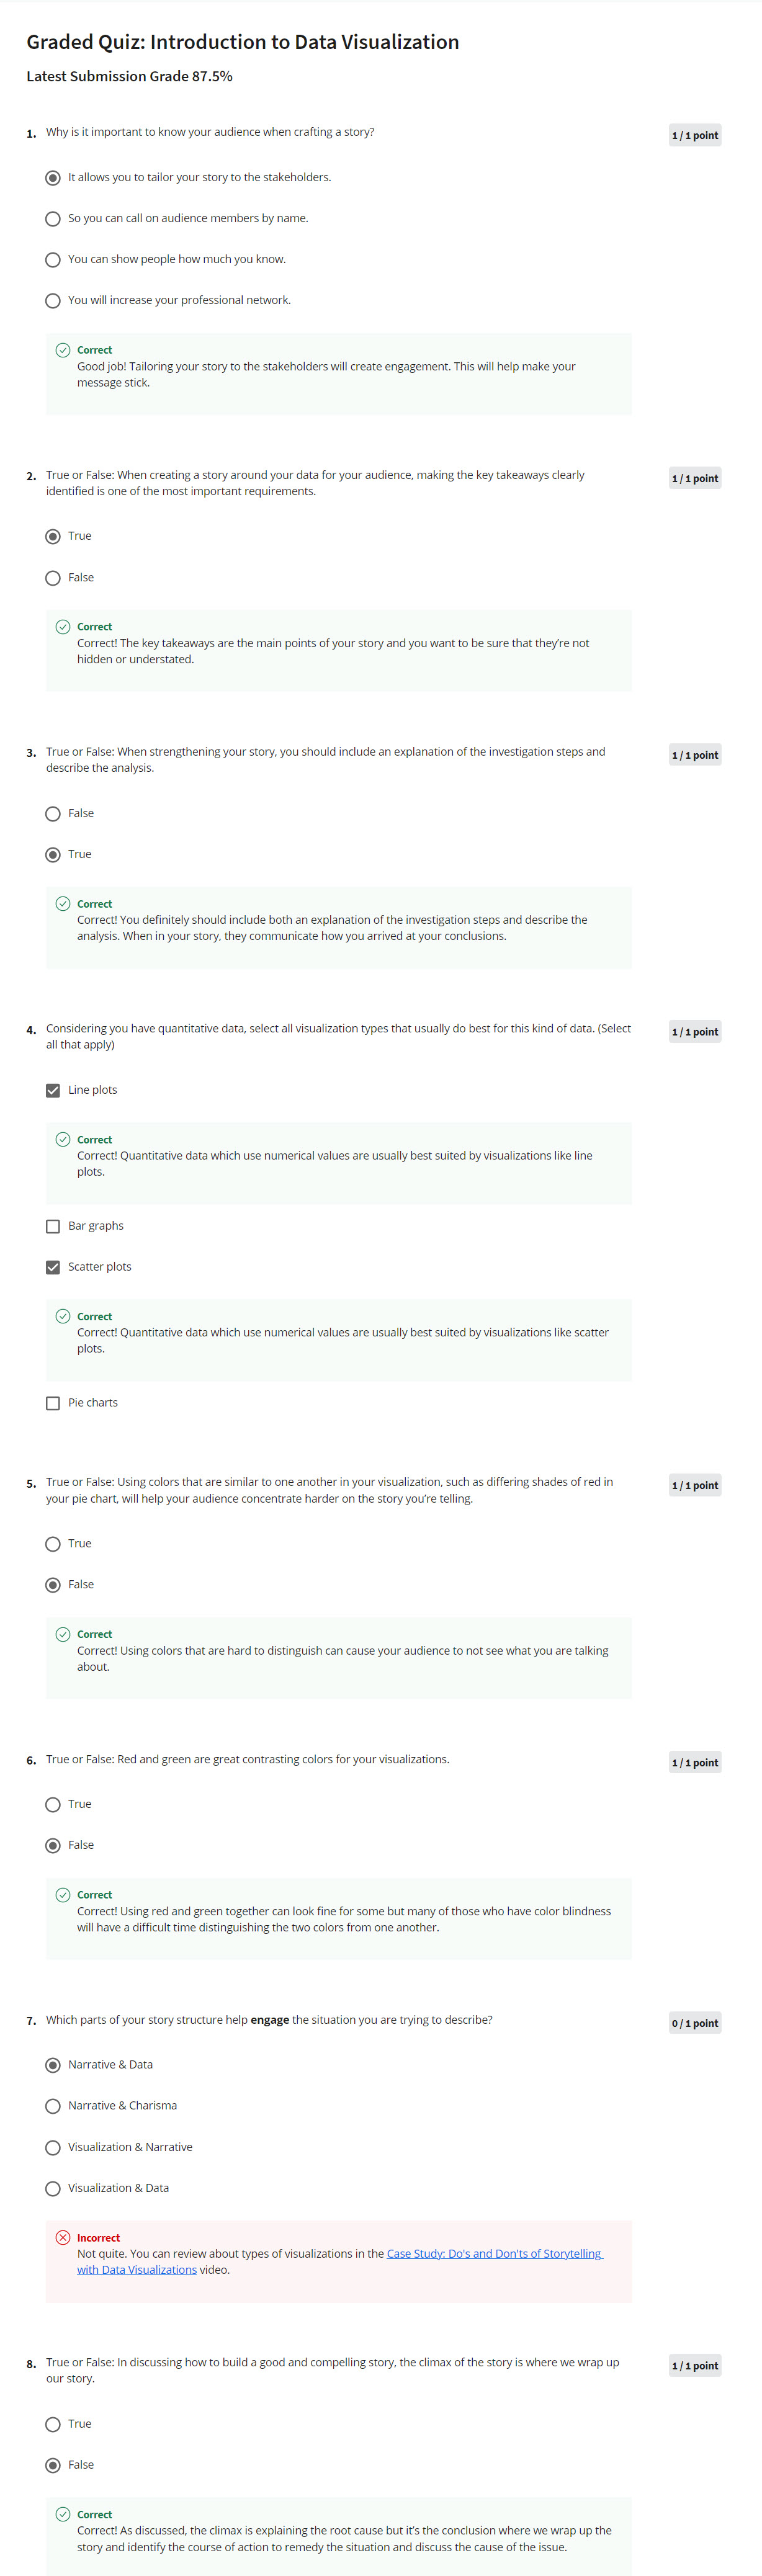 Graded Quiz: Introduction to Data Visualization
Latest Submission Grade 87.5%
1. Why is it important to know your audience when crafting a story?
1 / 1 point
It allows you to tailor your story to the stakeholders.
So you can call on audience members by name.
You can show people how much you know.
You will increase your professional network.
Correct
Good job! Tailoring your story to the stakeholders will create engagement. This will help make your
message stick.
2. True or False: When creating a story around your data for your audience, making the key takeaways clearly
identified is one of the most important requirements.
1 / 1 point
True
False
Correct
Correct! The key takeaways are the main points of your story and you want to be sure that they're not
hidden or understated.
3. True or False: When strengthening your story, you should include an explanation of the investigation steps and
describe the analysis.
1 / 1 point
False
True
Correct
Correct! You definitely should include both an explanation of the investigation steps and describe the
analysis. When in your story, they communicate how you arrived at your conclusions.
4. Considering you have quantitative data, select all visualization types that usually do best for this kind of data. (Select
all that apply)
1 / 1 point
Line plots
Correct
Correct! Quantitative data which use numerical values are usually best suited by visualizations like line
plots.
Bar graphs
Scatter plots
Correct
Correct! Quantitative data which use numerical values are usually best suited by visualizations like scatter
plots.
Pie charts
5. True or False: Using colors that are similar to one another in your visualization, such as differing shades of red in
your pie chart, will help your audience concentrate harder on the story you're telling.
1 / 1 point
True
False
Correct
Correct! Using colors that are hard to distinguish can cause your audience to not see what you are talking
about.
6. True or False: Red and green are great contrasting colors for your visualizations.
1 / 1 point
True
False
Correct
Correct! Using red and green together can look fine for some but many of those who have color blindness
will have a difficult time distinguishing the two colors from one another.
7. Which parts of your story structure help engage the situation you are trying to describe?
0 / 1 point
Narrative & Data
Narrative & Charisma
Visualization & Narrative
Visualization & Data
Incorrect
Not quite. You can review about types of visualizations in the Case Study: Do's and Don'ts of Storytelling
with Data Visualizations video.
8. True or False: In discussing how to build a good and compelling story, the climax of the story is where we wrap up
our story.
1 / 1 point
True
False
Correct
Correct! As discussed, the climax is explaining the root cause but it's the conclusion where we wrap up the
story and identify the course of action to remedy the situation and discuss the cause of the issue.